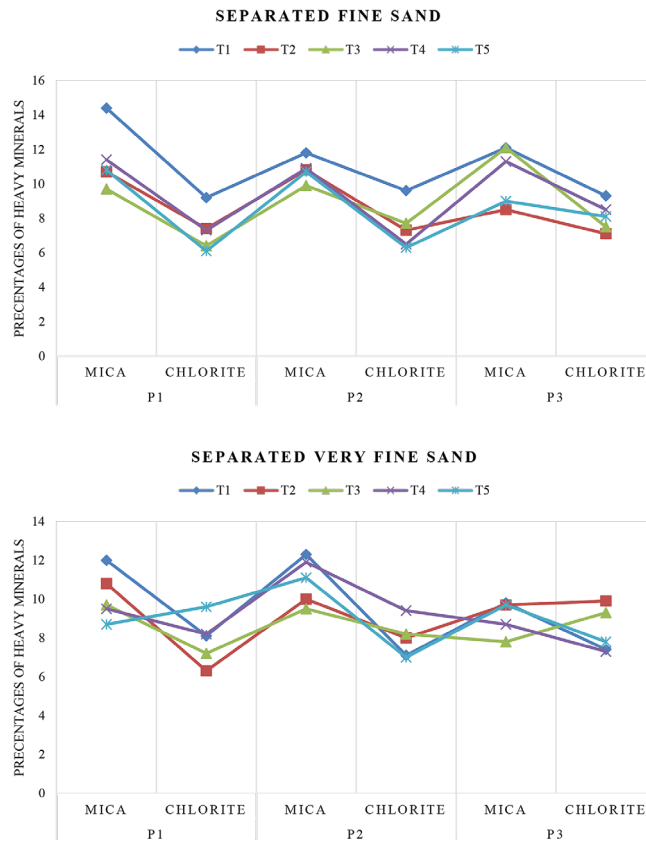 SEPARATED FINE SAND
T1 T2 T3 T4 T5
PRECENTAGES OF HEAVY MINERALS
16
14
12
10
8
6
4
2
0
MICA CHLORITE MICA CHLORITE MICA CHLORITE
P1 P2 P3
SEPARATED VERY FINE SAND
T1 T2 T3 T4 T5
PRECENTAGES OF HEAVY MINERALS
14
12
10
8
6
4
2
0
MICA CHLORITE MICA CHLORITE MICA CHLORITE
P1 P2 P3